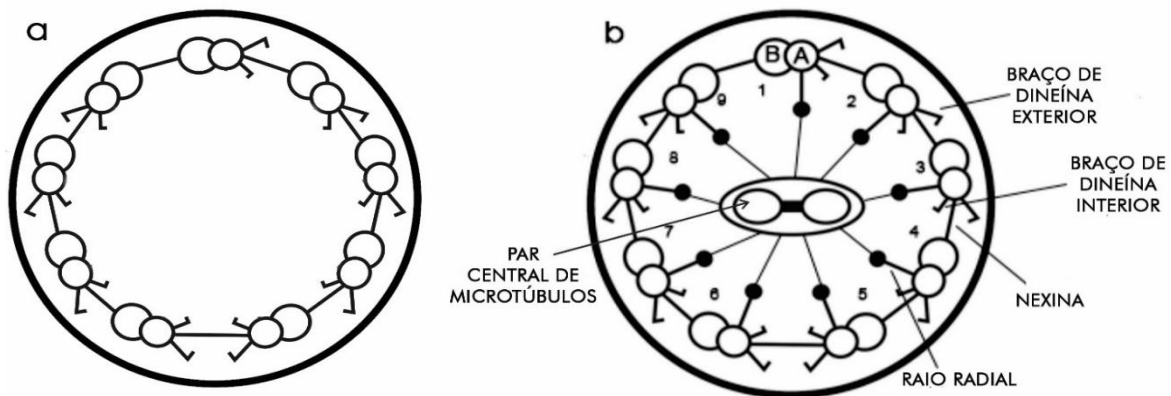 a
b
B
A
1
2
3
4
5
6
7
8
9
BRAÇO DE
DINEÍNA
EXTERIOR
BRAÇO DE
DINEÍNA
INTERIOR
NEXINA
RAIO RADIAL
PAR
CENTRAL DE
MICROTÚBULOS